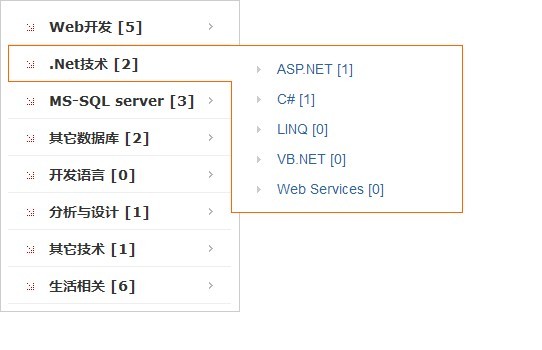 Web开发 [5]
.Net技术 [2]
MS-SQL server [3]
其它数据库 [2]
开发语言 [0]
分析与设计 [1]
其它技术 [1]
生活相关 [6]
ASP.NET [1]
C# [1]
LINQ [0]
VB.NET [0]
Web Services [0]